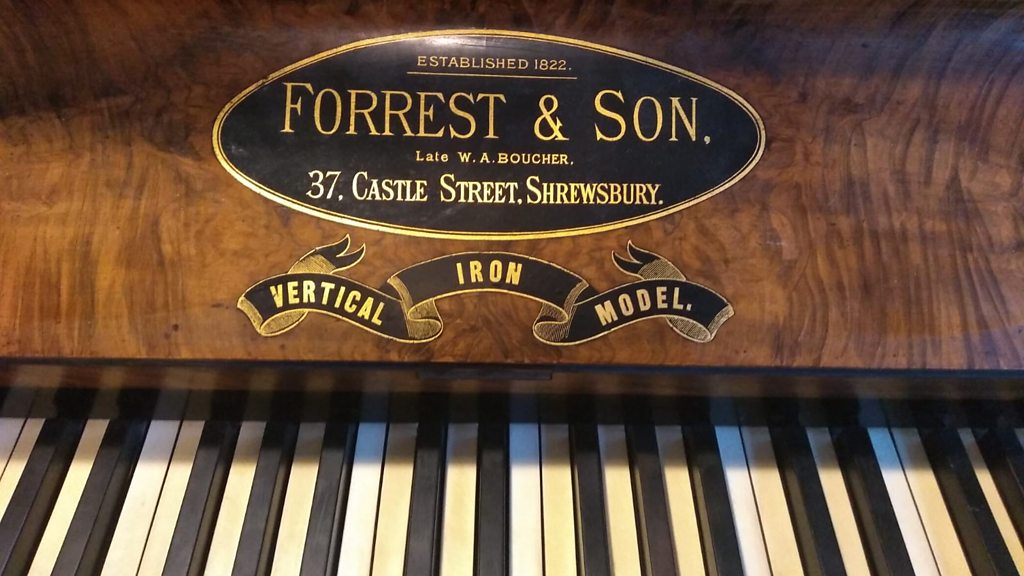 ESTABLISHED 1822.
FORREST & SON,
Late W. A. BOUCHER,
37, CASTLE STREET, SHREWSBURY.
VERTICAL IRON MODEL.